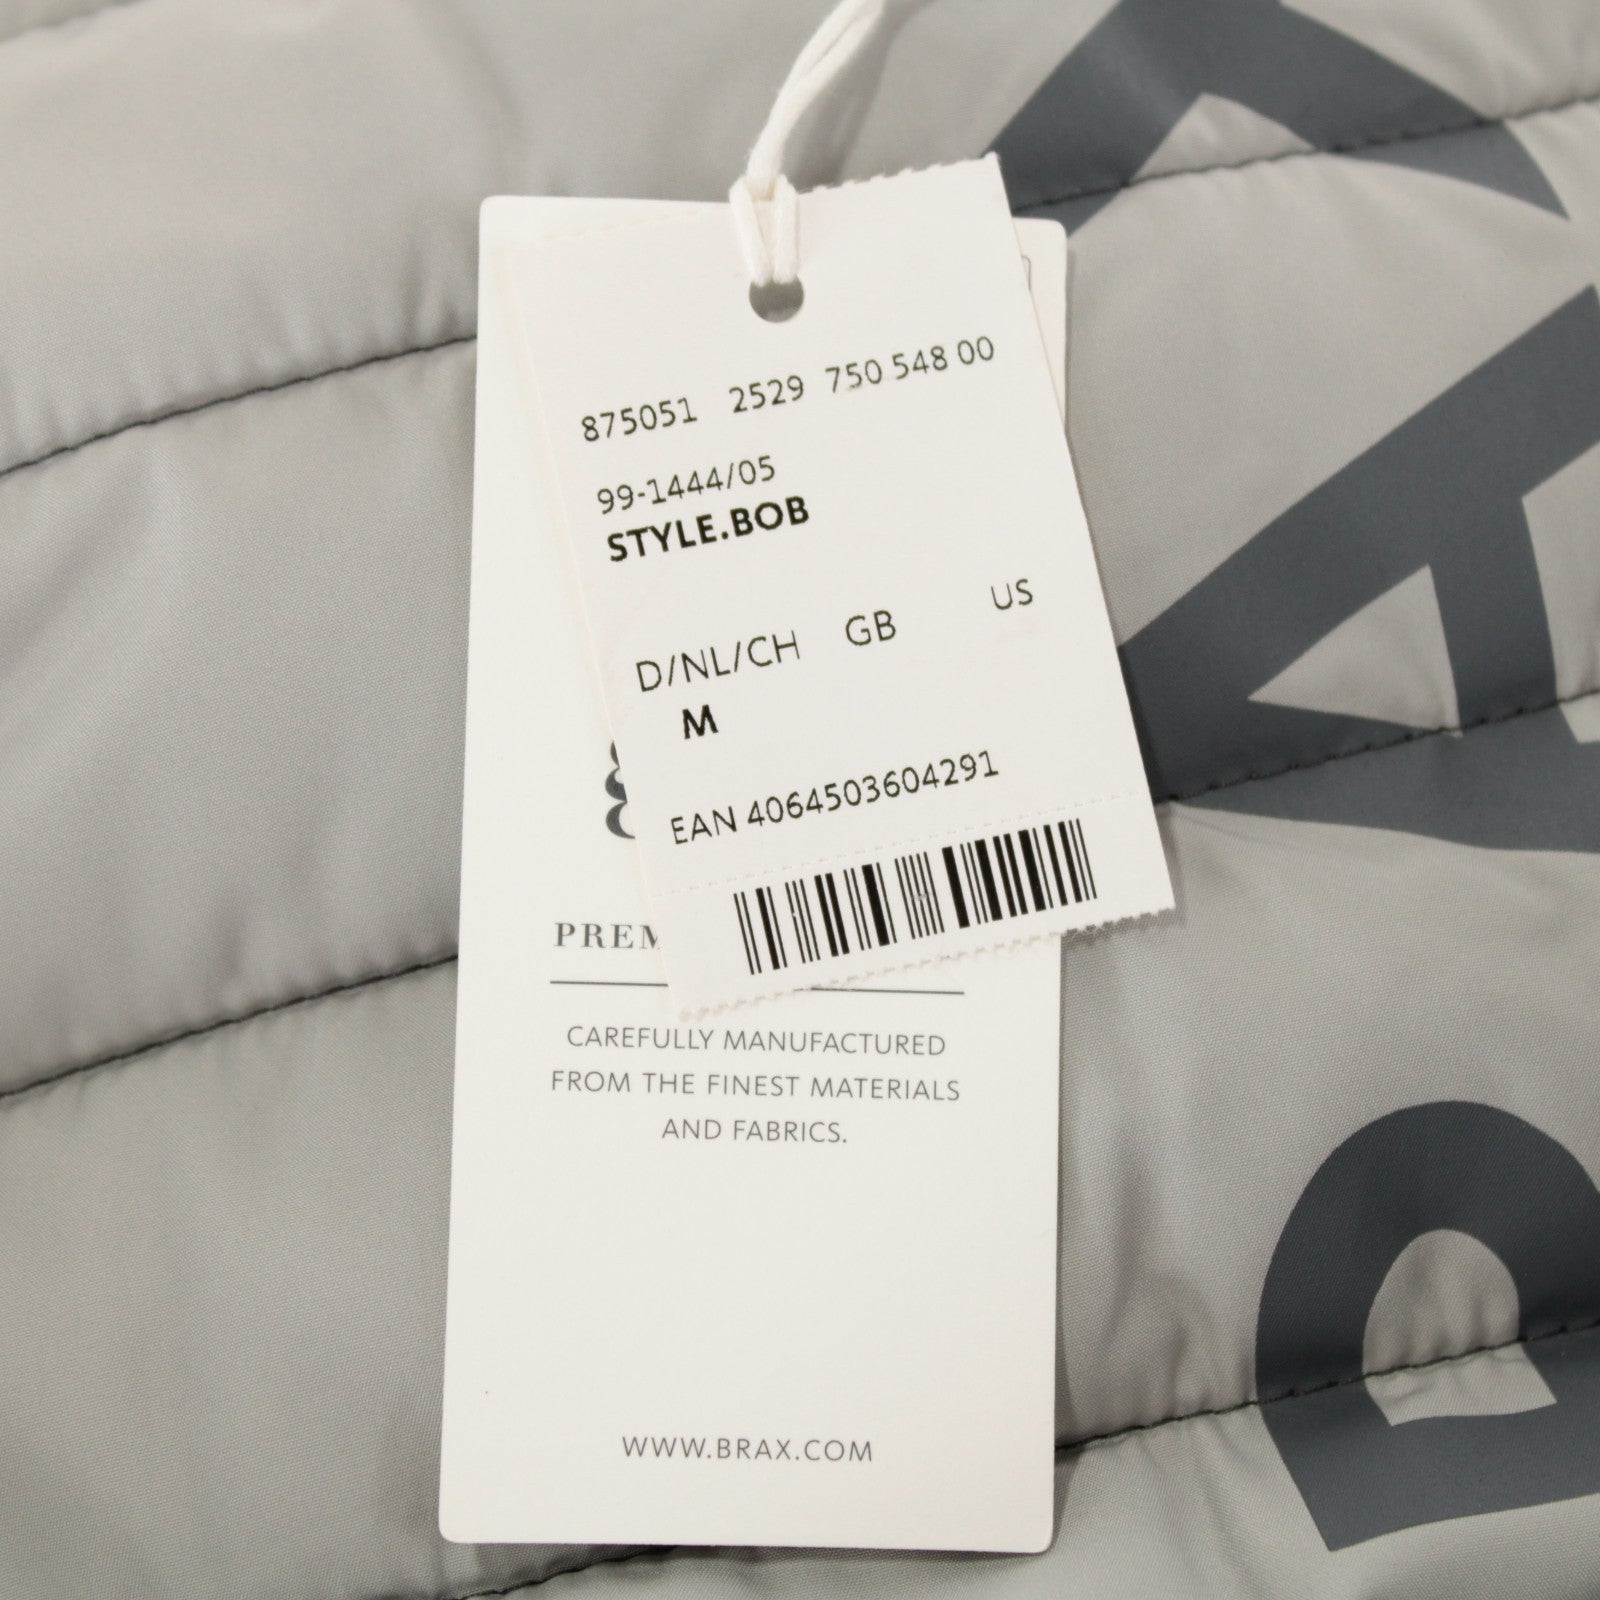 875051 2529 750 548 00
99-1444/05
STYLE.BOB
D/NL/CH GB US
M
EAN 4064503604291
CAREFULLY MANUFACTURED
FROM THE FINEST MATERIALS
AND FABRICS.
WWW.BRAX.COM